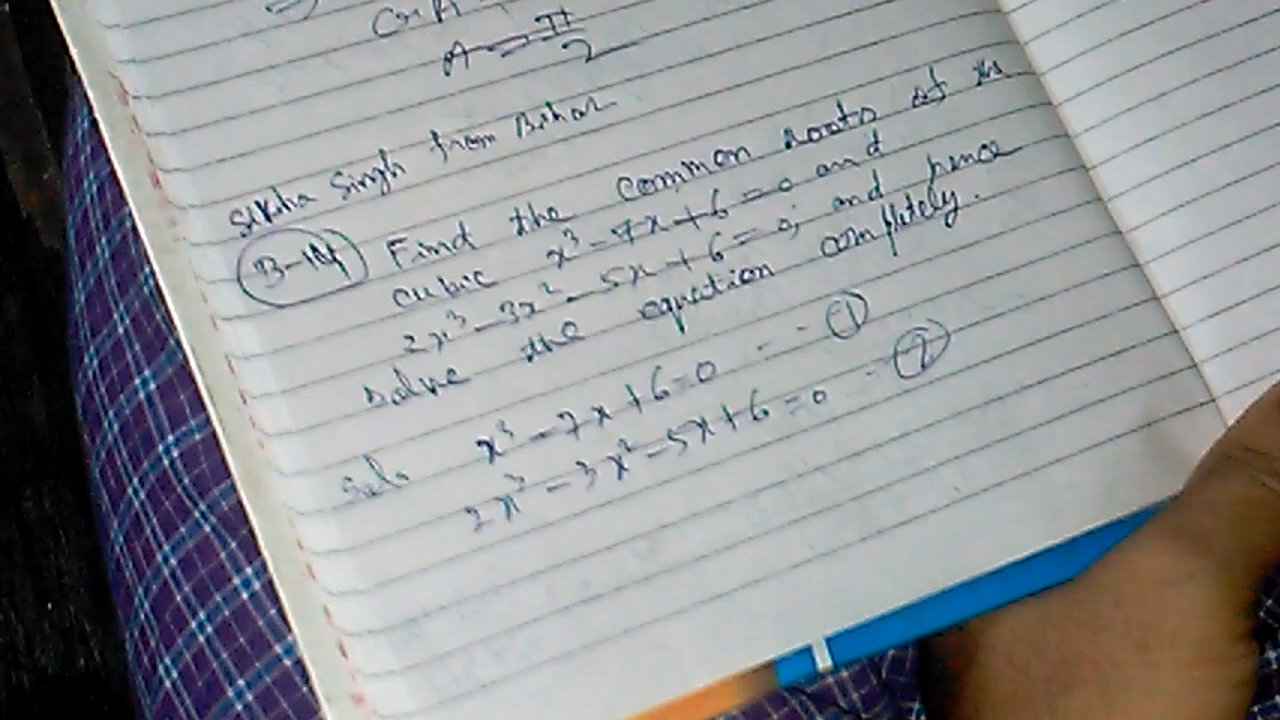 A = π/2
Singh from Bihar
B-14 Find the common roots of the
cubic x³ - 7x + 6 = 0 and
2x³ - 3x² - 5x + 6 = 0, and hence
solve the equation completely.
Sol. x³ - 7x + 6 = 0 - - ①
2x³ - 3x² - 5x + 6 = 0 - ②